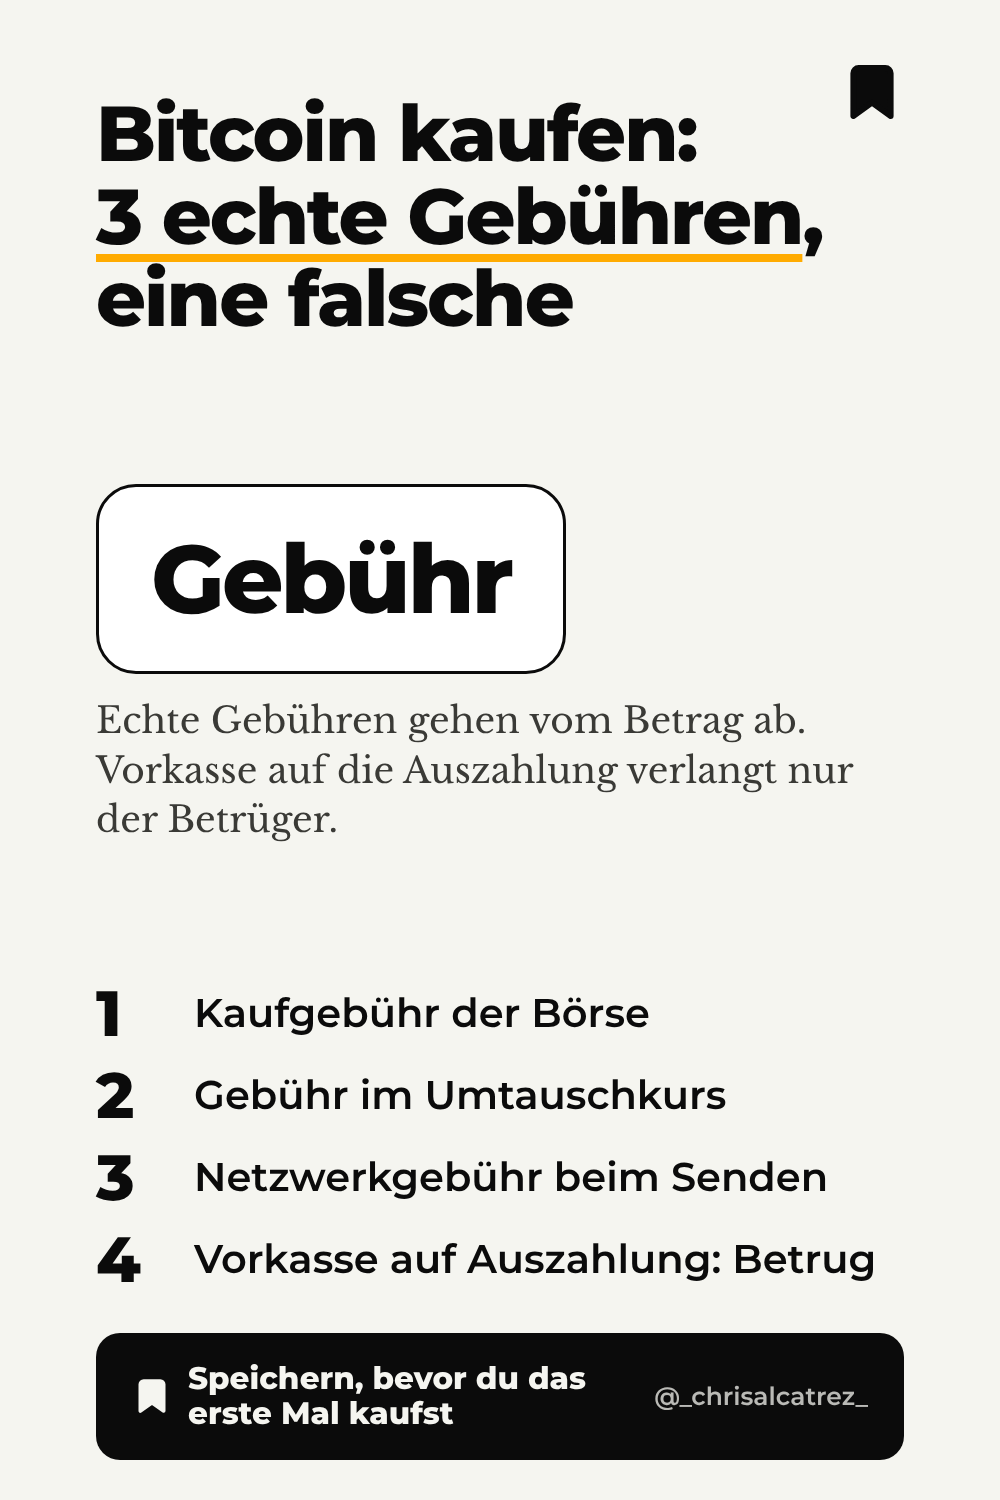 Bitcoin kaufen:
3 echte Gebühren,
eine falsche
Gebühr
Echte Gebühren gehen vom Betrag ab.
Vorkasse auf die Auszahlung verlangt nur
der Betrüger.
1 Kaufgebühr der Börse
2 Gebühr im Umtauschkurs
3 Netzwerkgebühr beim Senden
4 Vorkasse auf Auszahlung: Betrug
Speichern, bevor du das
erste Mal kaufst
@_chrisalcatrez_